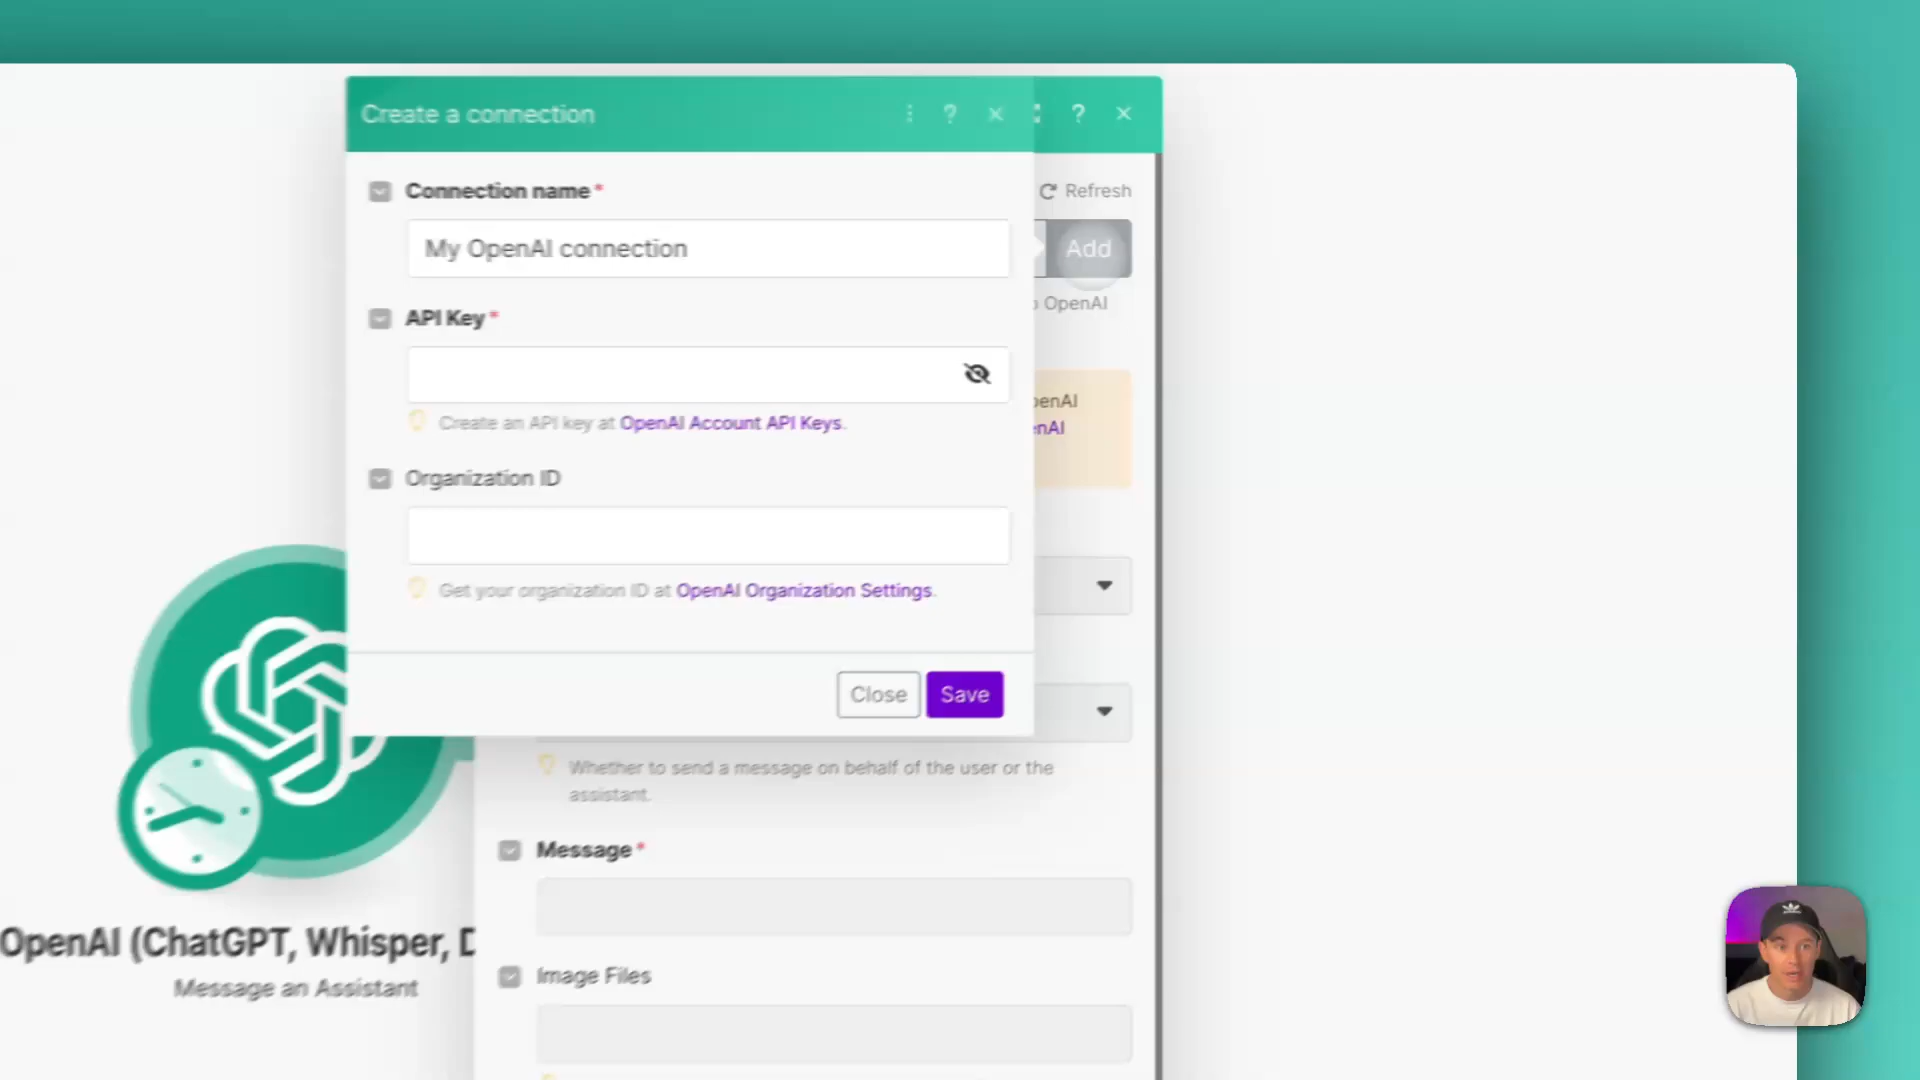 Create a connection
Connection name *
My OpenAI connection
API Key *
Create an API key at OpenAI Account API Keys.
Organization ID
Get your organization ID at OpenAI Organization Settings.
Close
Save
Refresh
Add
OpenAI
Whether to send a message on behalf of the user or the
assistant.
Message *
Image Files
OpenAI (ChatGPT, Whisper,
Message an Assistant